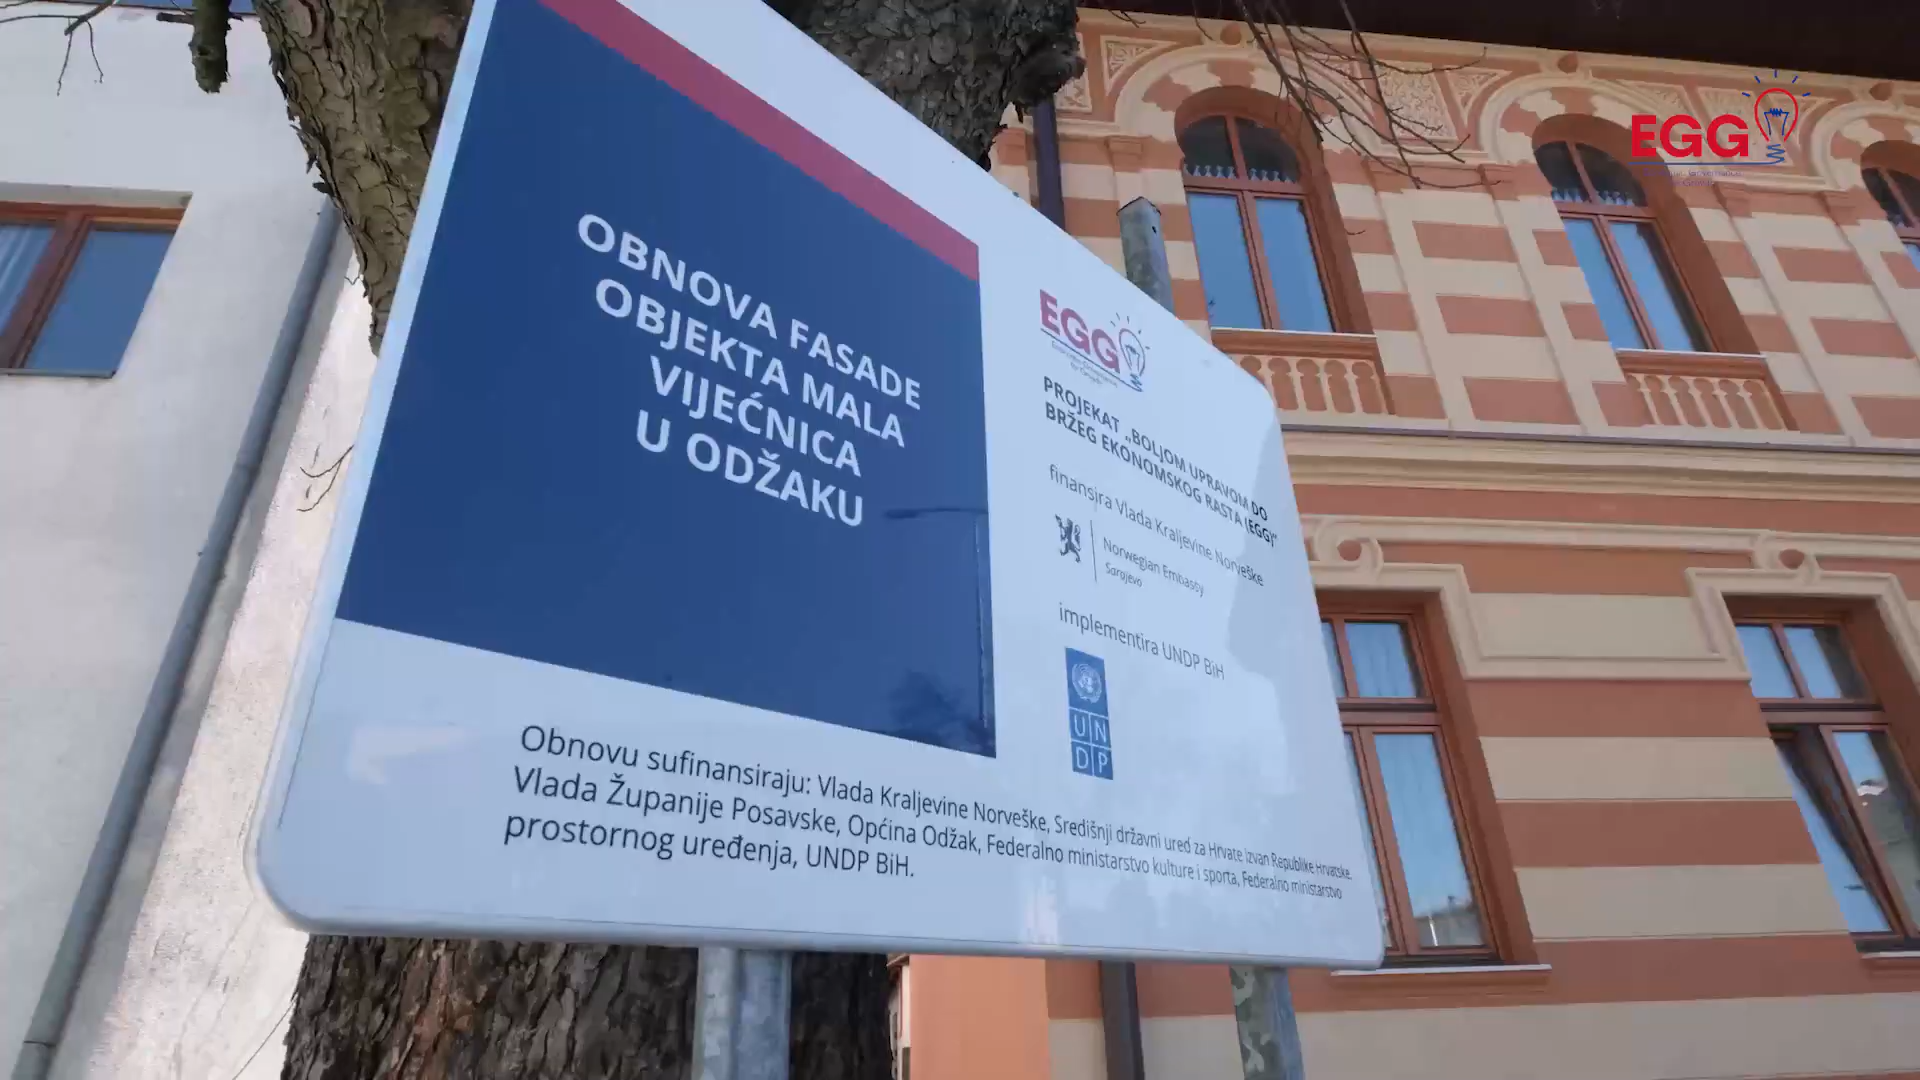 OBNOVA FASADE
OBJEKTA MALA
VIJEĆNICA
U ODŽAKU
EGG
PROJEKAT „BOLJOM UPRAVOM DO
BRŽEG EKONOMSKOG RASTA (EGG)“
finansira Vlada Kraljevine Norveške
Norwegian Embassy
Sarajevo
implementira UNDP BiH
UN
DP
Obnovu sufinansiraju: Vlada Kraljevine Norveške, Središnji državni ured za Hrvate izvan Republike Hrvatske,
Vlada Županije Posavske, Općina Odžak, Federalno ministarstvo kulture i sporta, Federalno ministarstvo
prostornog uređenja, UNDP BiH.
EGG